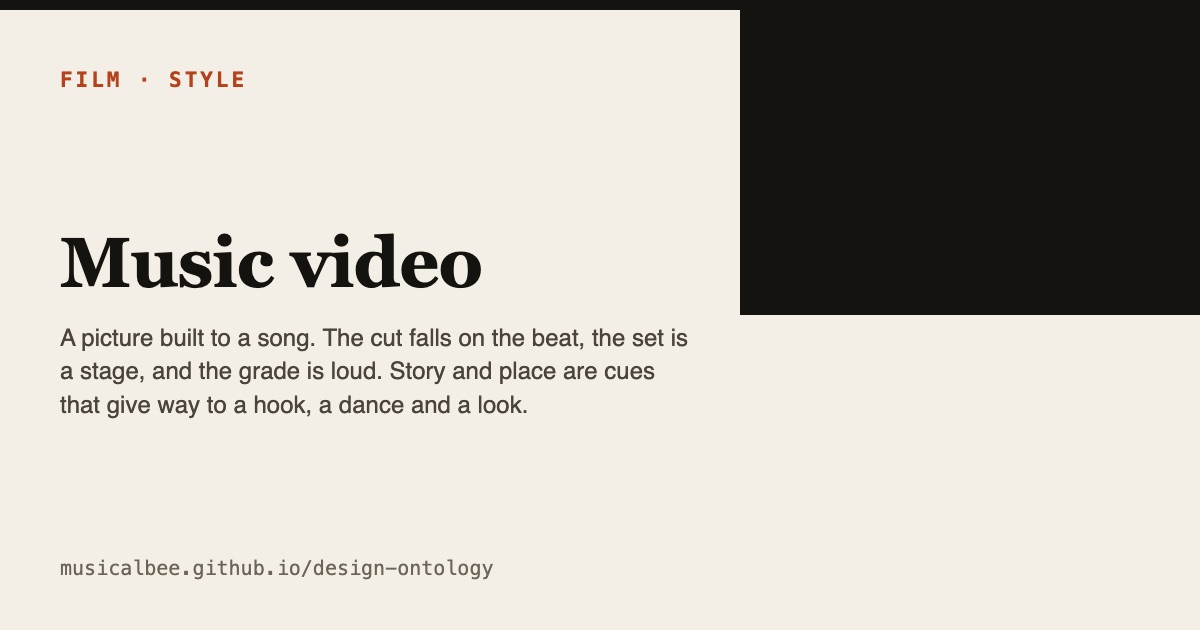 FILM · STYLE
Music video
A picture built to a song. The cut falls on the beat, the set is
a stage, and the grade is loud. Story and place are cues
that give way to a hook, a dance and a look.
musicalbee.github.io/design-ontology